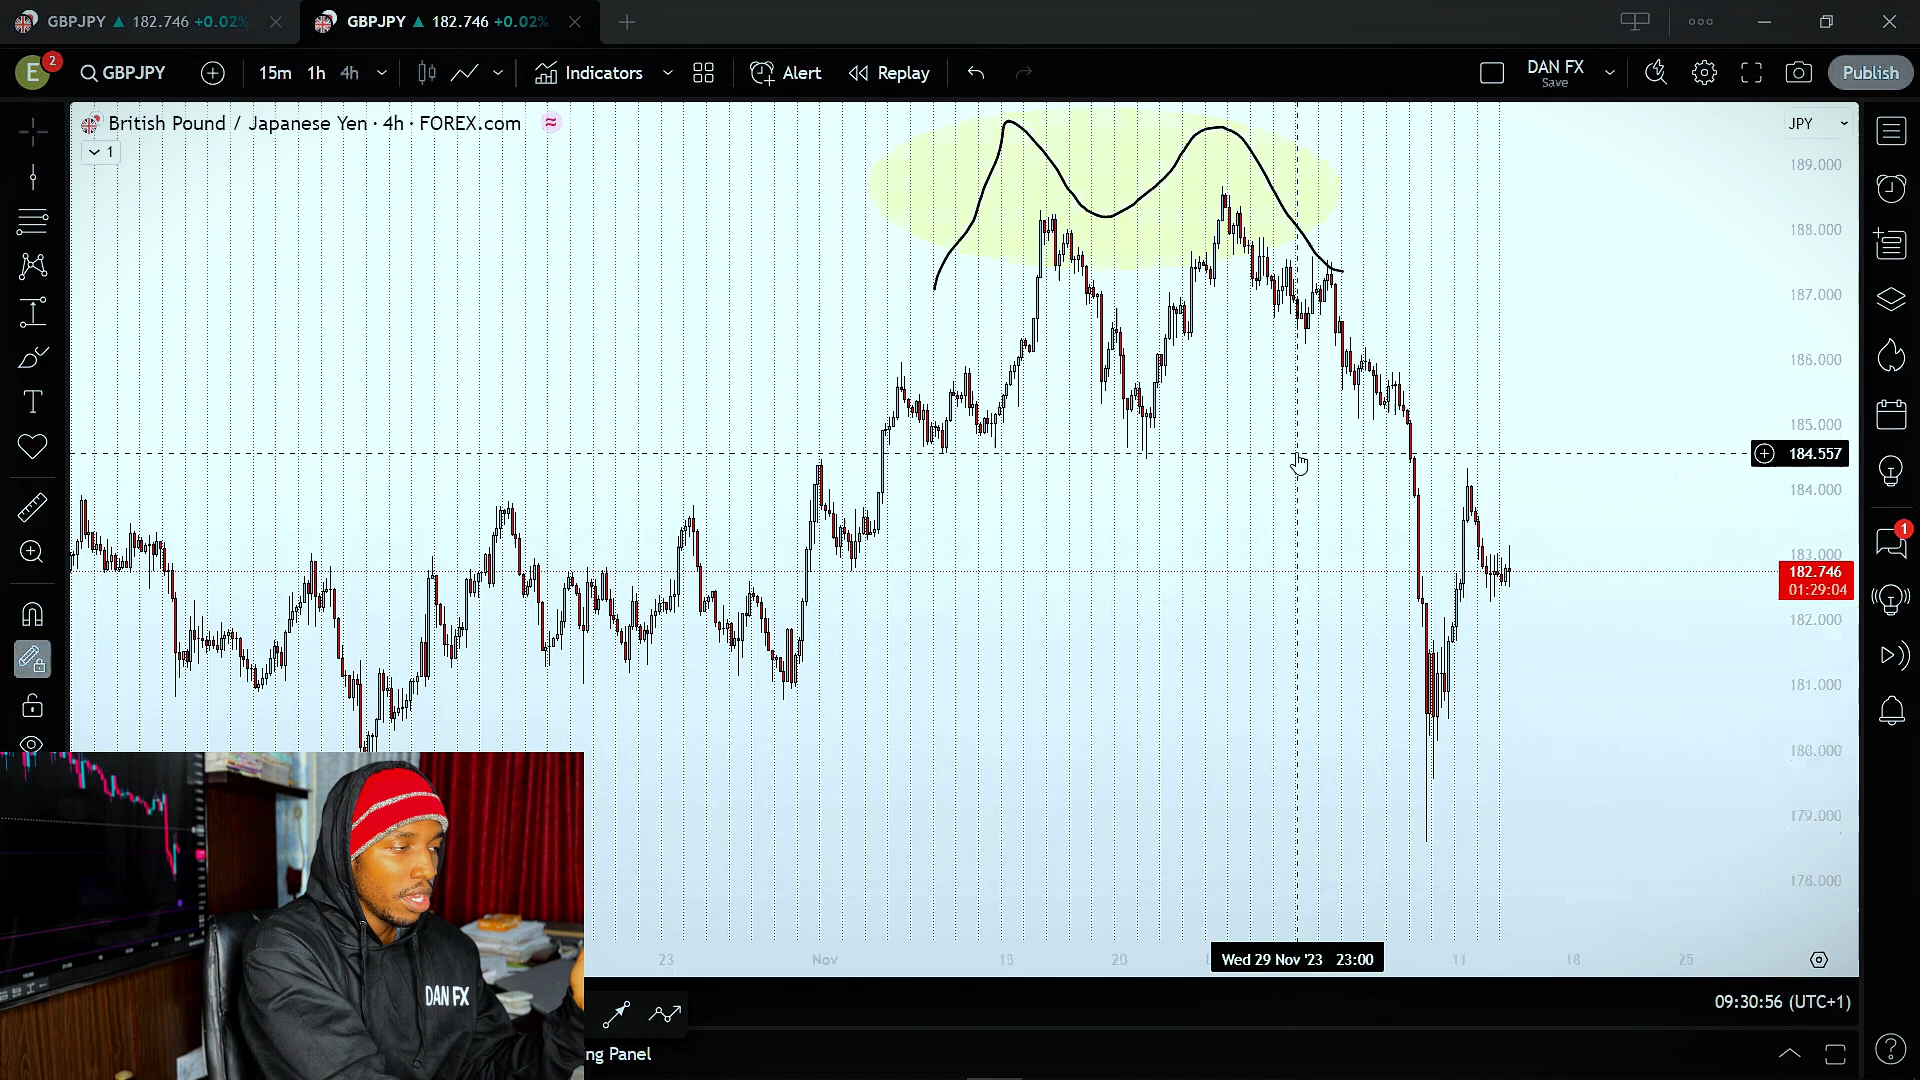 GBPJPY ▲ 182.746 +0.02%
GBPJPY ▲ 182.746 +0.02%
E 2
GBPJPY
15m 1h 4h
Indicators
Alert
Replay
DAN FX
Save
Publish
British Pound / Japanese Yen · 4h · FOREX.com
JPY
1
189.000
188.000
187.000
186.000
185.000
184.557
184.000
183.000
182.746
01:29:04
182.000
181.000
180.000
179.000
178.000
1
23
Nov
20
Wed 29 Nov '23 23:00
11
18
25
DAN FX
09:30:56 (UTC+1)
ng Panel